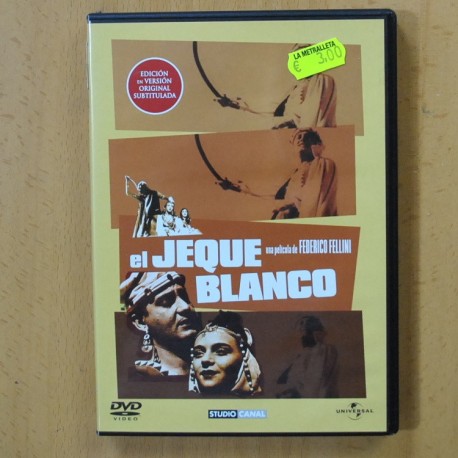 LA METRALLETA
€ 3,00
EDICIÓN
EN VERSIÓN
ORIGINAL
SUBTITULADA
el JEQUE
una película de FEDERICO FELLINI
BLANCO
DVD
VIDEO
STUDIO CANAL
UNIVERSAL